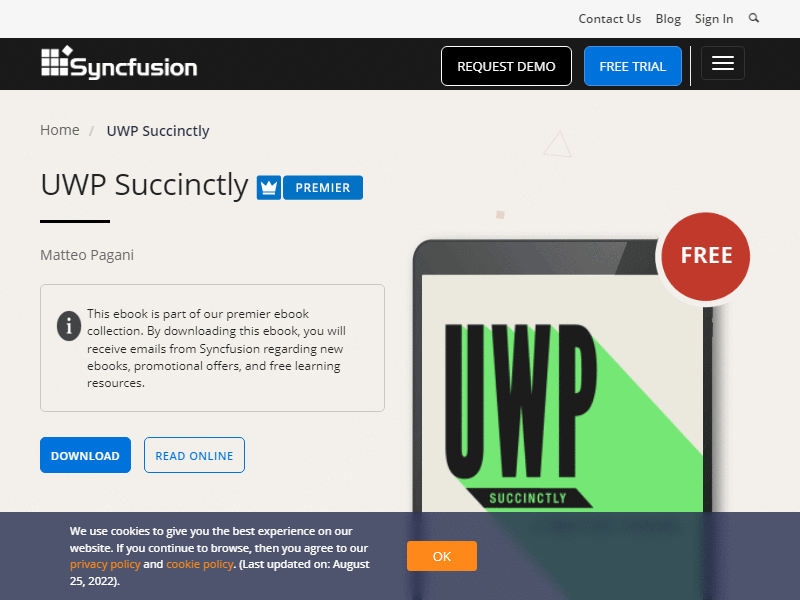 Contact Us Blog Sign In
Syncfusion
REQUEST DEMO
FREE TRIAL
Home / UWP Succinctly
UWP Succinctly PREMIER
Matteo Pagani
This ebook is part of our premier ebook
collection. By downloading this ebook, you will
receive emails from Syncfusion regarding new
ebooks, promotional offers, and free learning
resources.
DOWNLOAD
READ ONLINE
FREE
UWP
SUCCINCTLY
We use cookies to give you the best experience on our
website. If you continue to browse, then you agree to our
privacy policy and cookie policy. (Last updated on: August
25, 2022).
OK